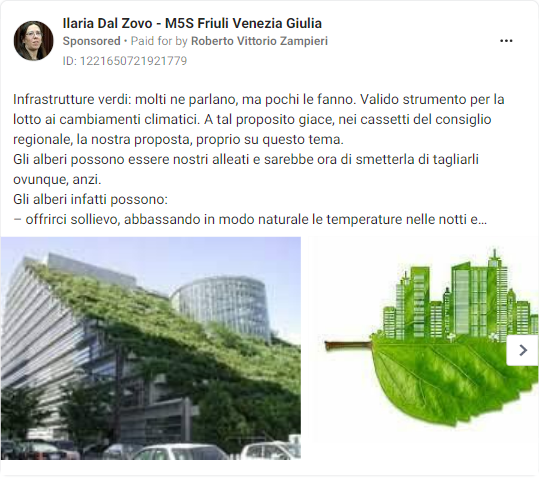 Ilaria Dal Zovo - M5S Friuli Venezia Giulia
Sponsored • Paid for by Roberto Vittorio Zampieri
ID: 1221650721921779
Infrastrutture verdi: molti ne parlano, ma pochi le fanno. Valido strumento per la
lotto ai cambiamenti climatici. A tal proposito giace, nei cassetti del consiglio
regionale, la nostra proposta, proprio su questo tema.
Gli alberi possono essere nostri alleati e sarebbe ora di smetterla di tagliarli
ovunque, anzi.
Gli alberi infatti possono:
– offrirci sollievo, abbassando in modo naturale le temperature nelle notti e...